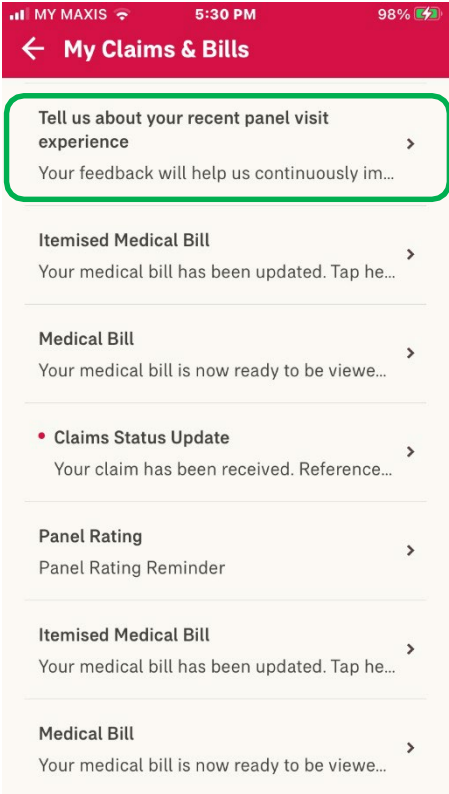 MY MAXIS 5:30 PM 98%
My Claims & Bills
Tell us about your recent panel visit
experience
Your feedback will help us continuously im...
Itemised Medical Bill
Your medical bill has been updated. Tap he...
Medical Bill
Your medical bill is now ready to be viewe...
Claims Status Update
Your claim has been received. Reference...
Panel Rating
Panel Rating Reminder
Itemised Medical Bill
Your medical bill has been updated. Tap he...
Medical Bill
Your medical bill is now ready to be viewe...